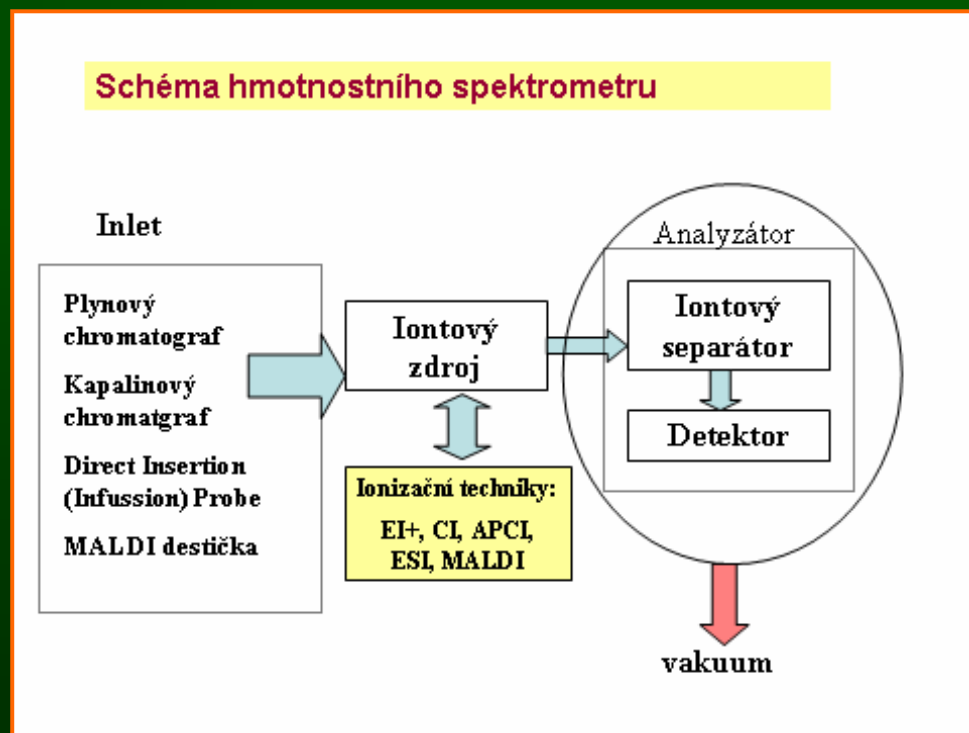 Schéma hmotnostního spektrometru
Inlet
Plynový
chromatograf
Kapalinový
chromatgraf
Direct Insertion
(Infussion) Probe
MALDI destička
Iontový
zdroj
Ionizační techniky:
EI+, CI, APCI,
ESI, MALDI
Analyzátor
Iontový
separátor
Detektor
vakuum